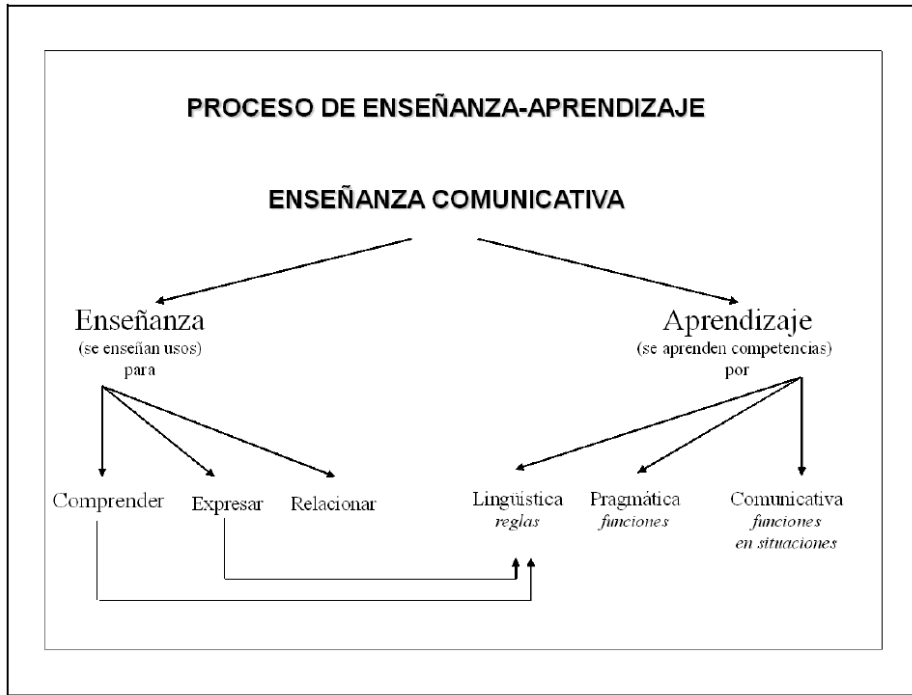 PROCESO DE ENSEÑANZA-APRENDIZAJE
ENSEÑANZA COMUNICATIVA
Enseñanza
(se enseñan usos)
para
Aprendizaje
(se aprenden competencias)
por
Comprender
Expresar
Relacionar
Lingüistica
reglas
Pragmática
funciones
Comunicativa
funciones
en situaciones